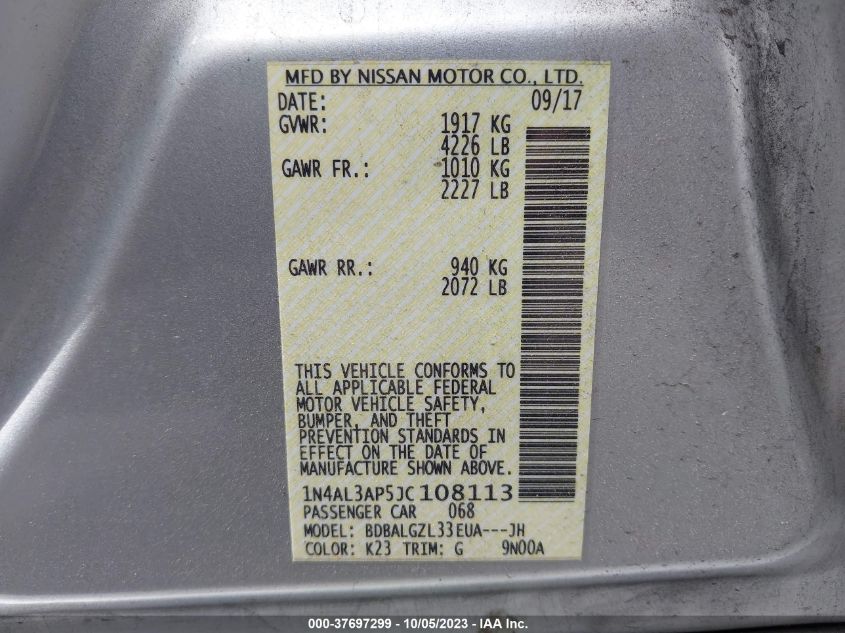 MFD BY NISSAN MOTOR CO., LTD.
DATE: 09/17
GVWR: 1917 KG
4226 LB
GAWR FR.: 1010 KG
2227 LB
GAWR RR.: 940 KG
2072 LB
THIS VEHICLE CONFORMS TO
ALL APPLICABLE FEDERAL
MOTOR VEHICLE SAFETY,
BUMPER, AND THEFT
PREVENTION STANDARDS IN
EFFECT ON THE DATE OF
MANUFACTURE SHOWN ABOVE.
1N4AL3AP5JC108113
PASSENGER CAR 068
MODEL: BDBALGZL33EUA---JH
COLOR: K23 TRIM: G 9N00A
000-37697299 - 10/05/2023 - IAA Inc.